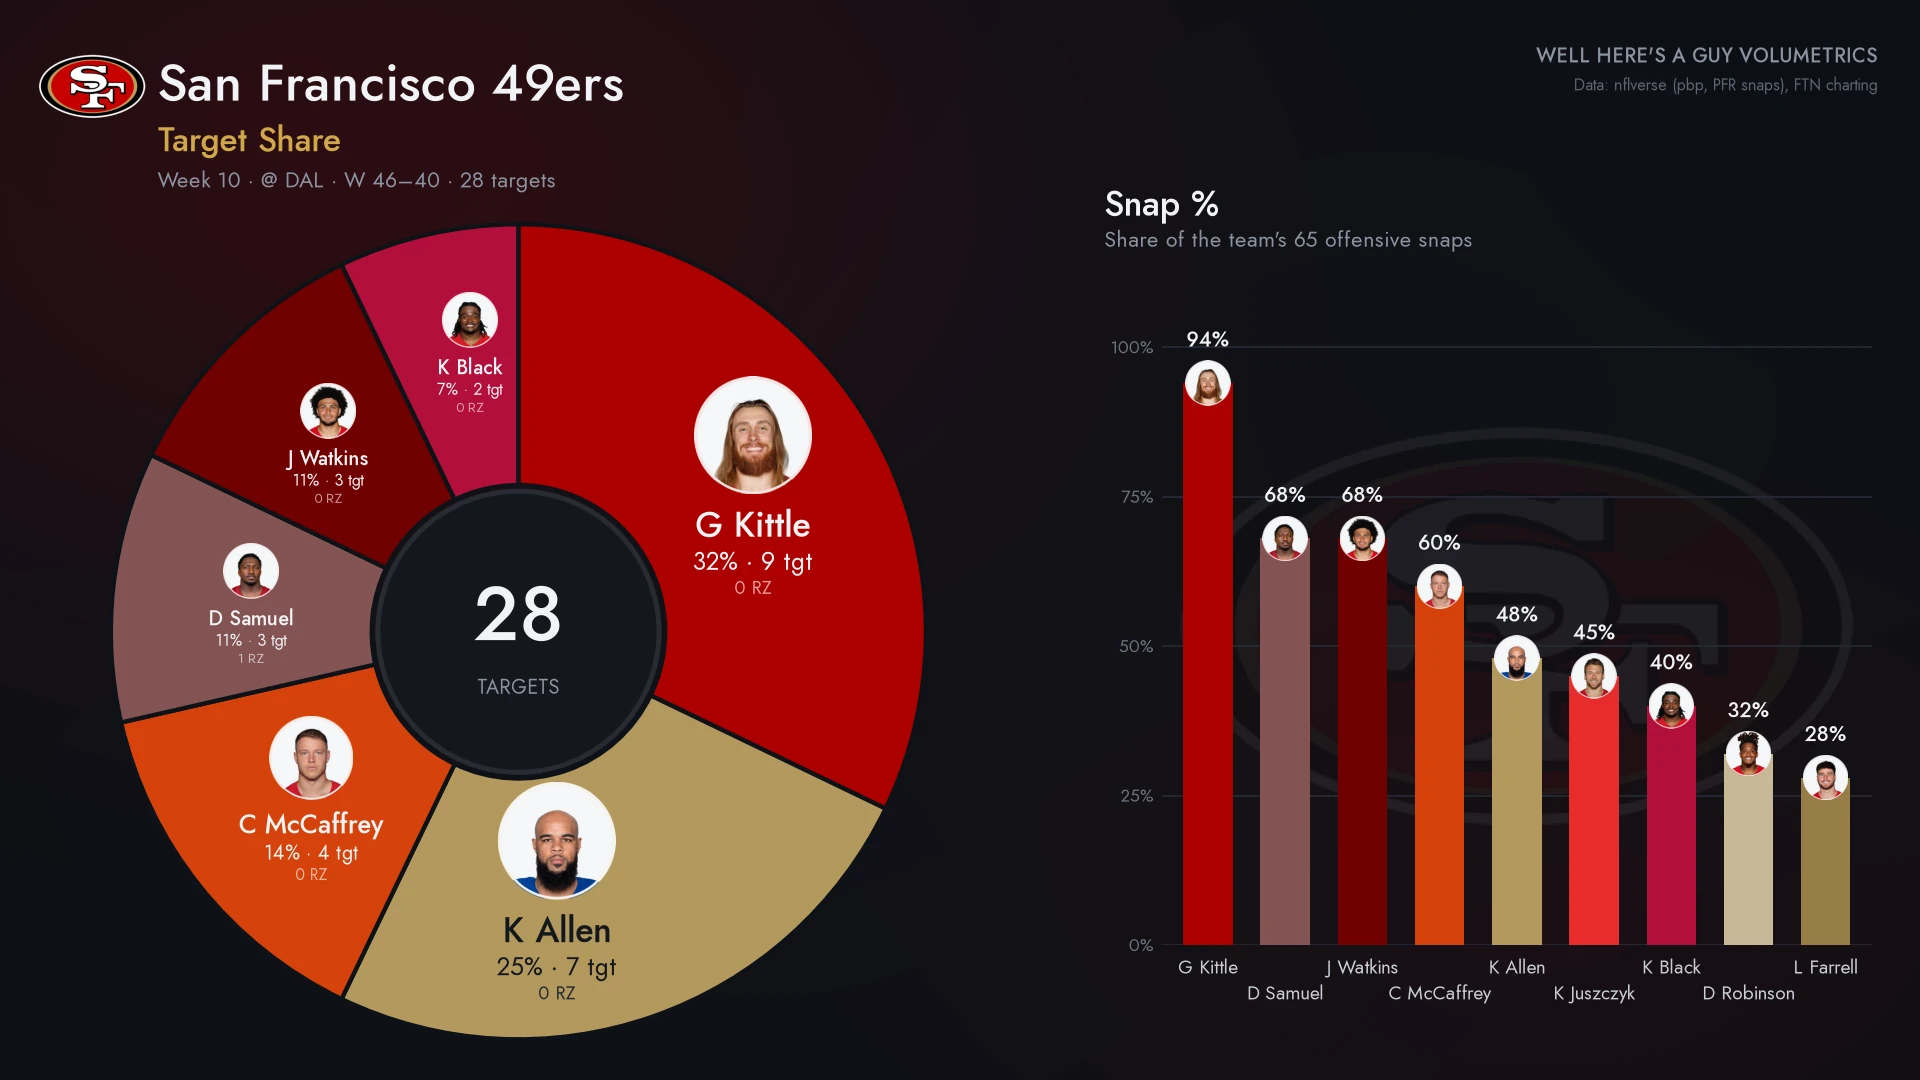 San Francisco 49ers
Target Share
Week 10 · @ DAL · W 46–40 · 28 targets
WELL HERE'S A GUY VOLUMETRICS
Data: nflverse (pbp, PFR snaps), FTN charting
K Black
7% · 2 tgt
0 RZ
G Kittle
32% · 9 tgt
0 RZ
J Watkins
11% · 3 tgt
0 RZ
D Samuel
11% · 3 tgt
1 RZ
28
TARGETS
C McCaffrey
14% · 4 tgt
0 RZ
K Allen
25% · 7 tgt
0 RZ
Snap %
Share of the team's 65 offensive snaps
100%
75%
50%
25%
0%
94%
68%
68%
60%
48%
45%
40%
32%
28%
G Kittle
D Samuel
J Watkins
C McCaffrey
K Allen
K Juszczyk
K Black
D Robinson
L Farrell